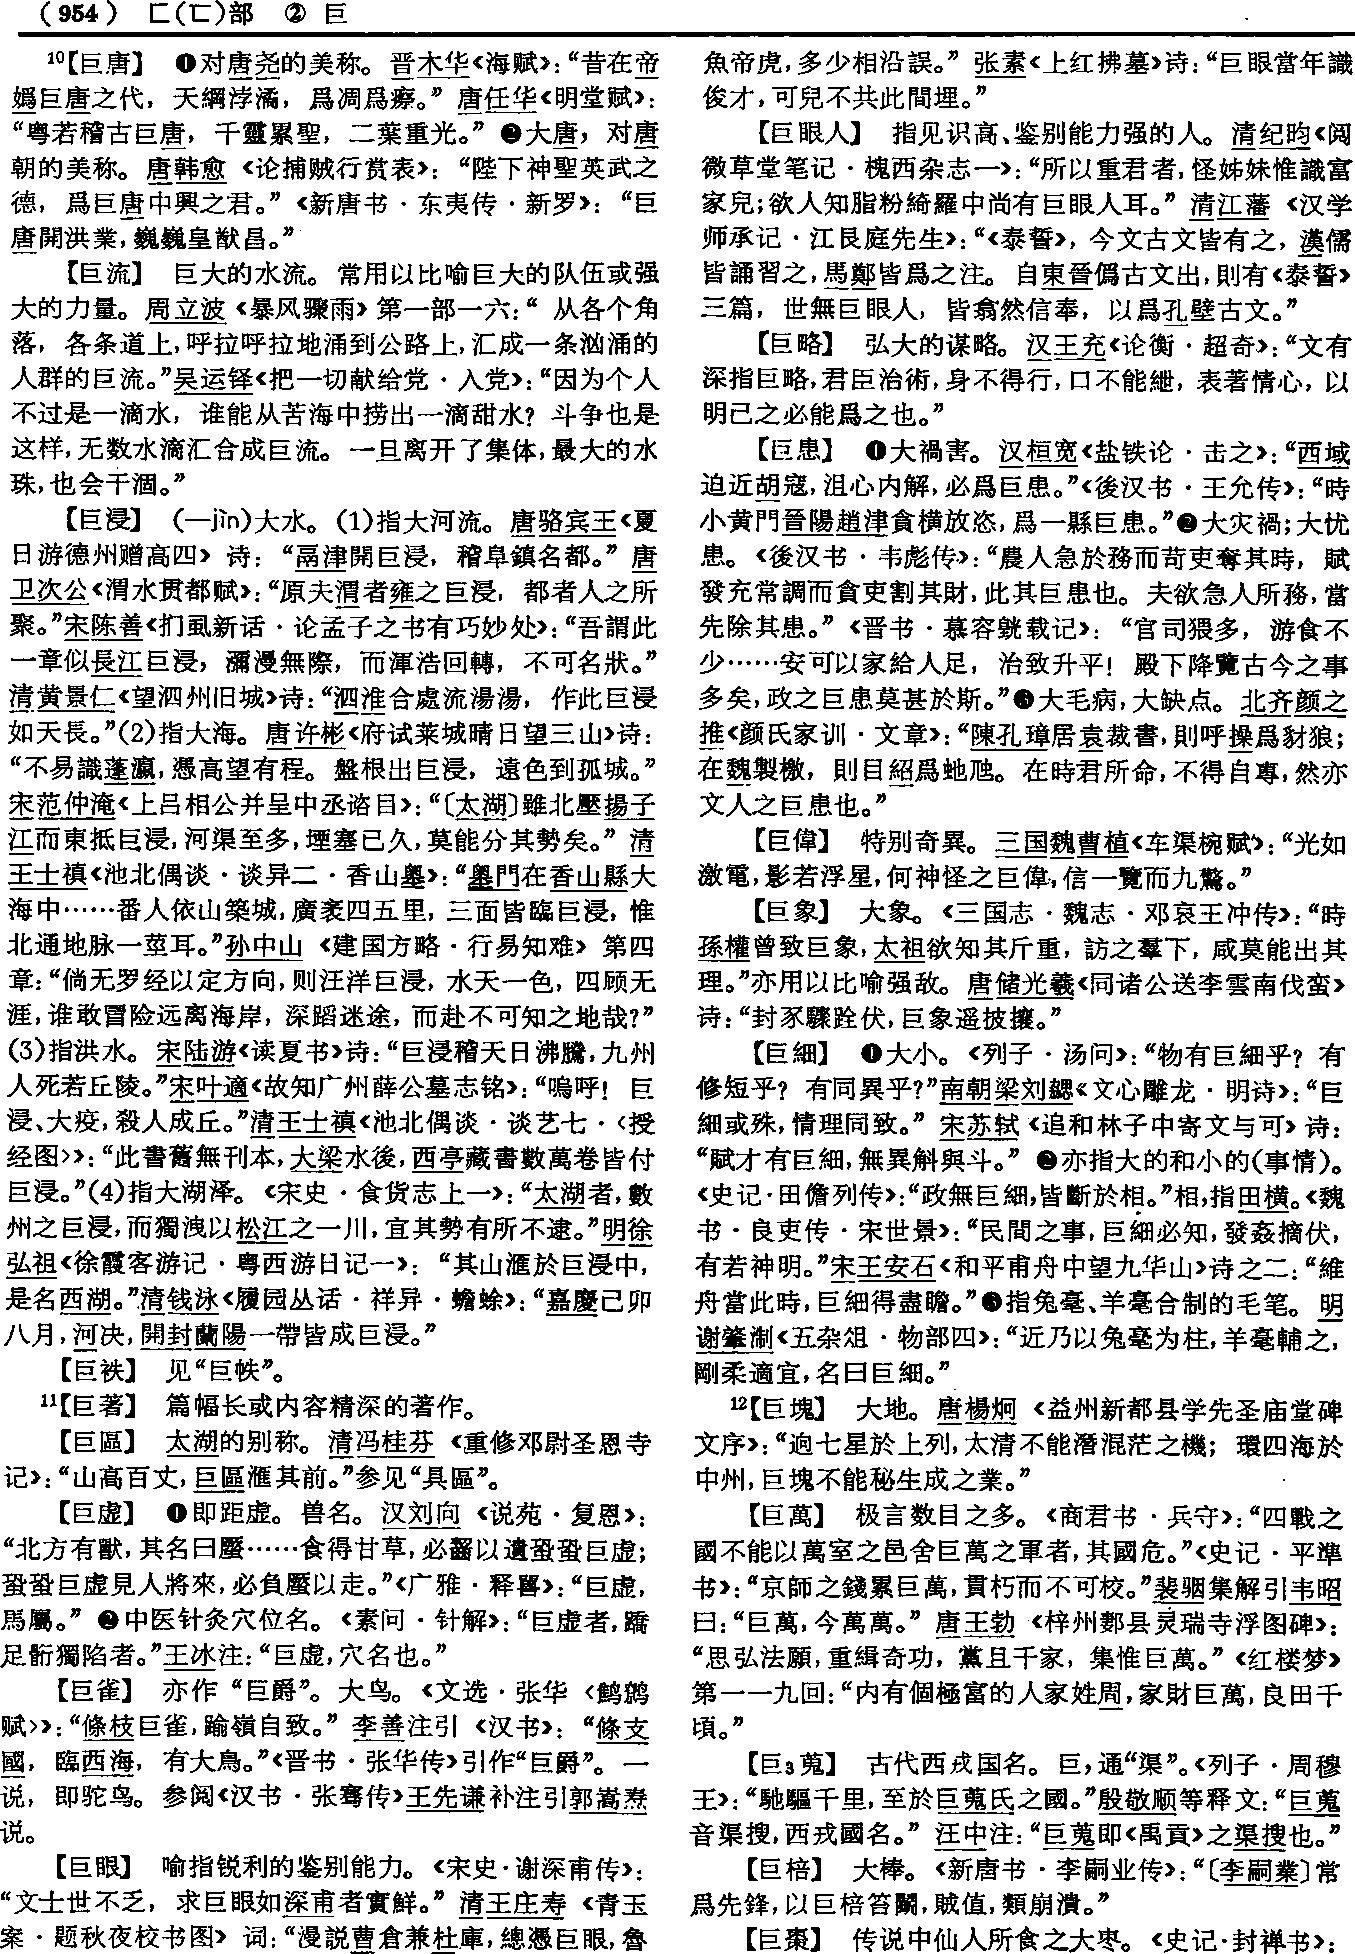 (954) 匚(匸)部 ② 巨
10【巨唐】 ❶对唐尧的美称。晋木华《海赋》：“昔在帝
嬀巨唐之代，天綱浡潏，爲凋爲瘵。”唐任华《明堂赋》：
“粤若稽古巨唐，千靈累聖，二葉重光。”❷大唐，对唐
朝的美称。唐韩愈《论捕贼行赏表》：“陛下神聖英武之
德，爲巨唐中興之君。”《新唐书·东夷传·新罗》：“巨
唐開洪業，巍巍皇猷昌。”
【巨流】 巨大的水流。常用以比喻巨大的队伍或强
大的力量。周立波《暴风骤雨》第一部一六：“从各个角
落，各条道上，呼拉呼拉地涌到公路上，汇成一条汹涌的
人群的巨流。”吴运铎《把一切献给党·入党》：“因为个人
不过是一滴水，谁能从苦海中捞出一滴甜水？斗争也是
这样，无数水滴汇合成巨流。一旦离开了集体，最大的水
珠，也会干涸。”
【巨浸】 (—jìn)大水。(1)指大河流。唐骆宾王《夏
日游德州赠高四》诗：“鬲津開巨浸，稽阜鎮名都。”唐
卫次公《渭水贯都赋》：“原夫渭者雍之巨浸，都者人之所
聚。”宋陈善《扪虱新话·论孟子之书有巧妙处》：“吾謂此
一章似長江巨浸，瀰漫無際，而渾浩回轉，不可名狀。”
清黄景仁《望泗州旧城》诗：“泗淮合處流湯湯，作此巨浸
如天長。”(2)指大海。唐许彬《府试莱城晴日望三山》诗：
“不易識蓬瀛，憑高望有程。盤根出巨浸，遠色到孤城。”
宋范仲淹《上吕相公并呈中丞谘目》：“〔太湖〕雖北壓揚子
江而東抵巨浸，河渠至多，堙塞已久，莫能分其勢矣。”清
王士禛《池北偶谈·谈异二·香山墺》：“墺門在香山縣大
海中……番人依山築城，廣袤四五里，三面皆臨巨浸，惟
北通地脉一莖耳。”孙中山《建国方略·行易知难》第四
章：“倘无罗经以定方向，则汪洋巨浸，水天一色，四顾无
涯，谁敢冒险远离海岸，深蹈迷途，而赴不可知之地哉？”
(3)指洪水。宋陆游《读夏书》诗：“巨浸稽天日沸騰，九州
人死若丘陵。”宋叶適《故知广州薛公墓志铭》：“嗚呼！巨
浸、大疫，殺人成丘。”清王士禛《池北偶谈·谈艺七·〈授
经图〉》：“此書舊無刊本，大梁水後，西亭藏書數萬卷皆付
巨浸。”(4)指大湖泽。《宋史·食货志上一》：“太湖者，數
州之巨浸，而獨洩以松江之一川，宜其勢有所不逮。”明徐
弘祖《徐霞客游记·粤西游日记一》：“其山滙於巨浸中，
是名西湖。”清钱泳《履园丛话·祥异·蟾蜍》：“嘉慶己卯
八月，河决，開封蘭陽一帶皆成巨浸。”
【巨袟】 见“巨帙”。
11【巨著】 篇幅长或内容精深的著作。
【巨區】 太湖的别称。清冯桂芬《重修邓尉圣恩寺
记》：“山高百丈，巨區滙其前。”参见“具區”。
【巨虚】 ❶即距虚。兽名。汉刘向《说苑·复恩》：
“北方有獸，其名曰蟨……食得甘草，必齧以遺蛩蛩巨虚；
蛩蛩巨虚見人將來，必負蟨以走。”《广雅·释嘼》：“巨虚，
馬屬。”❷中医针灸穴位名。《素问·针解》：“巨虚者，蹻
足䯒獨陷者。”王冰注：“巨虚，穴名也。”
【巨雀】 亦作“巨爵”。大鸟。《文选·张华〈鹪鹩
赋〉》：“條枝巨雀，踰嶺自致。”李善注引《汉书》：“條支
國，臨西海，有大鳥。”《晋书·张华传》引作“巨爵”。一
说，即驼鸟。参阅《汉书·张骞传》王先谦补注引郭嵩焘
说。
【巨眼】 喻指锐利的鉴别能力。《宋史·谢深甫传》：
“文士世不乏，求巨眼如深甫者實鮮。”清王庄寿《青玉
案·题秋夜校书图》词：“漫説曹倉兼杜庫，總憑巨眼，魯
魚帝虎，多少相沿誤。”张素《上红拂墓》诗：“巨眼當年識
俊才，可兒不共此間埋。”
【巨眼人】 指见识高、鉴别能力强的人。清纪昀《阅
微草堂笔记·槐西杂志一》：“所以重君者，怪姊妹惟識富
家兒；欲人知脂粉綺羅中尚有巨眼人耳。”清江藩《汉学
师承记·江艮庭先生》：“《泰誓》，今文古文皆有之，漢儒
皆誦習之，馬鄭皆爲之注。自東晉僞古文出，則有《泰誓》
三篇，世無巨眼人，皆翕然信奉，以爲孔壁古文。”
【巨略】 弘大的谋略。汉王充《论衡·超奇》：“文有
深指巨略，君臣治術，身不得行，口不能紲，表著情心，以
明己之必能爲之也。”
【巨患】 ❶大禍害。汉桓宽《盐铁论·击之》：“西域
迫近胡寇，沮心内解，必爲巨患。”《後汉书·王允传》：“時
小黄門晉陽趙津貪横放恣，爲一縣巨患。”❷大灾禍；大忧
患。《後汉书·韦彪传》：“農人急於務而苛吏奪其時，賦
發充常調而貪吏割其財，此其巨患也。夫欲急人所務，當
先除其患。”《晋书·慕容皝载记》：“官司猥多，游食不
少……安可以家給人足，治致升平！殿下降覽古今之事
多矣，政之巨患莫甚於斯。”❸大毛病，大缺点。北齐颜之
推《颜氏家训·文章》：“陳孔璋居袁裁書，則呼操爲豺狼；
在魏製檄，則目紹爲虵虺。在時君所命，不得自專，然亦
文人之巨患也。”
【巨偉】 特别奇異。三国魏曹植《车渠椀赋》：“光如
激電，影若浮星，何神怪之巨偉，信一覽而九驚。”
【巨象】 大象。《三国志·魏志·邓哀王冲传》：“時
孫權曾致巨象，太祖欲知其斤重，訪之羣下，咸莫能出其
理。”亦用以比喻强敌。唐储光羲《同诸公送李雲南伐蛮》
诗：“封豕驟跧伏，巨象遥披攘。”
【巨細】 ❶大小。《列子·汤问》：“物有巨細乎？有
修短乎？有同異乎？”南朝梁刘勰《文心雕龙·明诗》：“巨
細或殊，情理同致。”宋苏轼《追和林子中寄文与可》诗：
“賦才有巨細，無異斛與斗。”❷亦指大的和小的(事情)。
《史记·田儋列传》：“政無巨細，皆斷於相。”相，指田横。《魏
书·良吏传·宋世景》：“民間之事，巨細必知，發姦摘伏，
有若神明。”宋王安石《和平甫舟中望九华山》诗之二：“維
舟當此時，巨細得盡瞻。”❸指兔毫、羊毫合制的毛笔。明
谢肇淛《五杂俎·物部四》：“近乃以兔毫为柱，羊毫輔之，
剛柔適宜，名曰巨細。”
12【巨塊】 大地。唐楊炯《益州新都县学先圣庙堂碑
文序》：“逈七星於上列，太清不能潛混茫之機；環四海於
中州，巨塊不能秘生成之業。”
【巨萬】 极言数目之多。《商君书·兵守》：“四戰之
國不能以萬室之邑舍巨萬之軍者，其國危。”《史记·平準
书》：“京師之錢累巨萬，貫朽而不可校。”裴骃集解引韦昭
曰：“巨萬，今萬萬。”唐王勃《梓州郪县灵瑞寺浮图碑》：
“思弘法願，重緝奇功，黨且千家，集惟巨萬。”《红楼梦》
第一一九回：“内有個極富的人家姓周，家財巨萬，良田千
頃。”
【巨₃蒐】 古代西戎国名。巨，通“渠”。《列子·周穆
王》：“馳驅千里，至於巨蒐氏之國。”殷敬顺等释文：“巨蒐
音渠搜，西戎國名。”汪中注：“巨蒐即《禹貢》之渠搜也。”
【巨棓】 大棒。《新唐书·李嗣业传》：“〔李嗣業〕常
爲先鋒，以巨棓笞鬭，賊值，類崩潰。”
【巨棗】 传说中仙人所食之大枣。《史记·封禅书》：